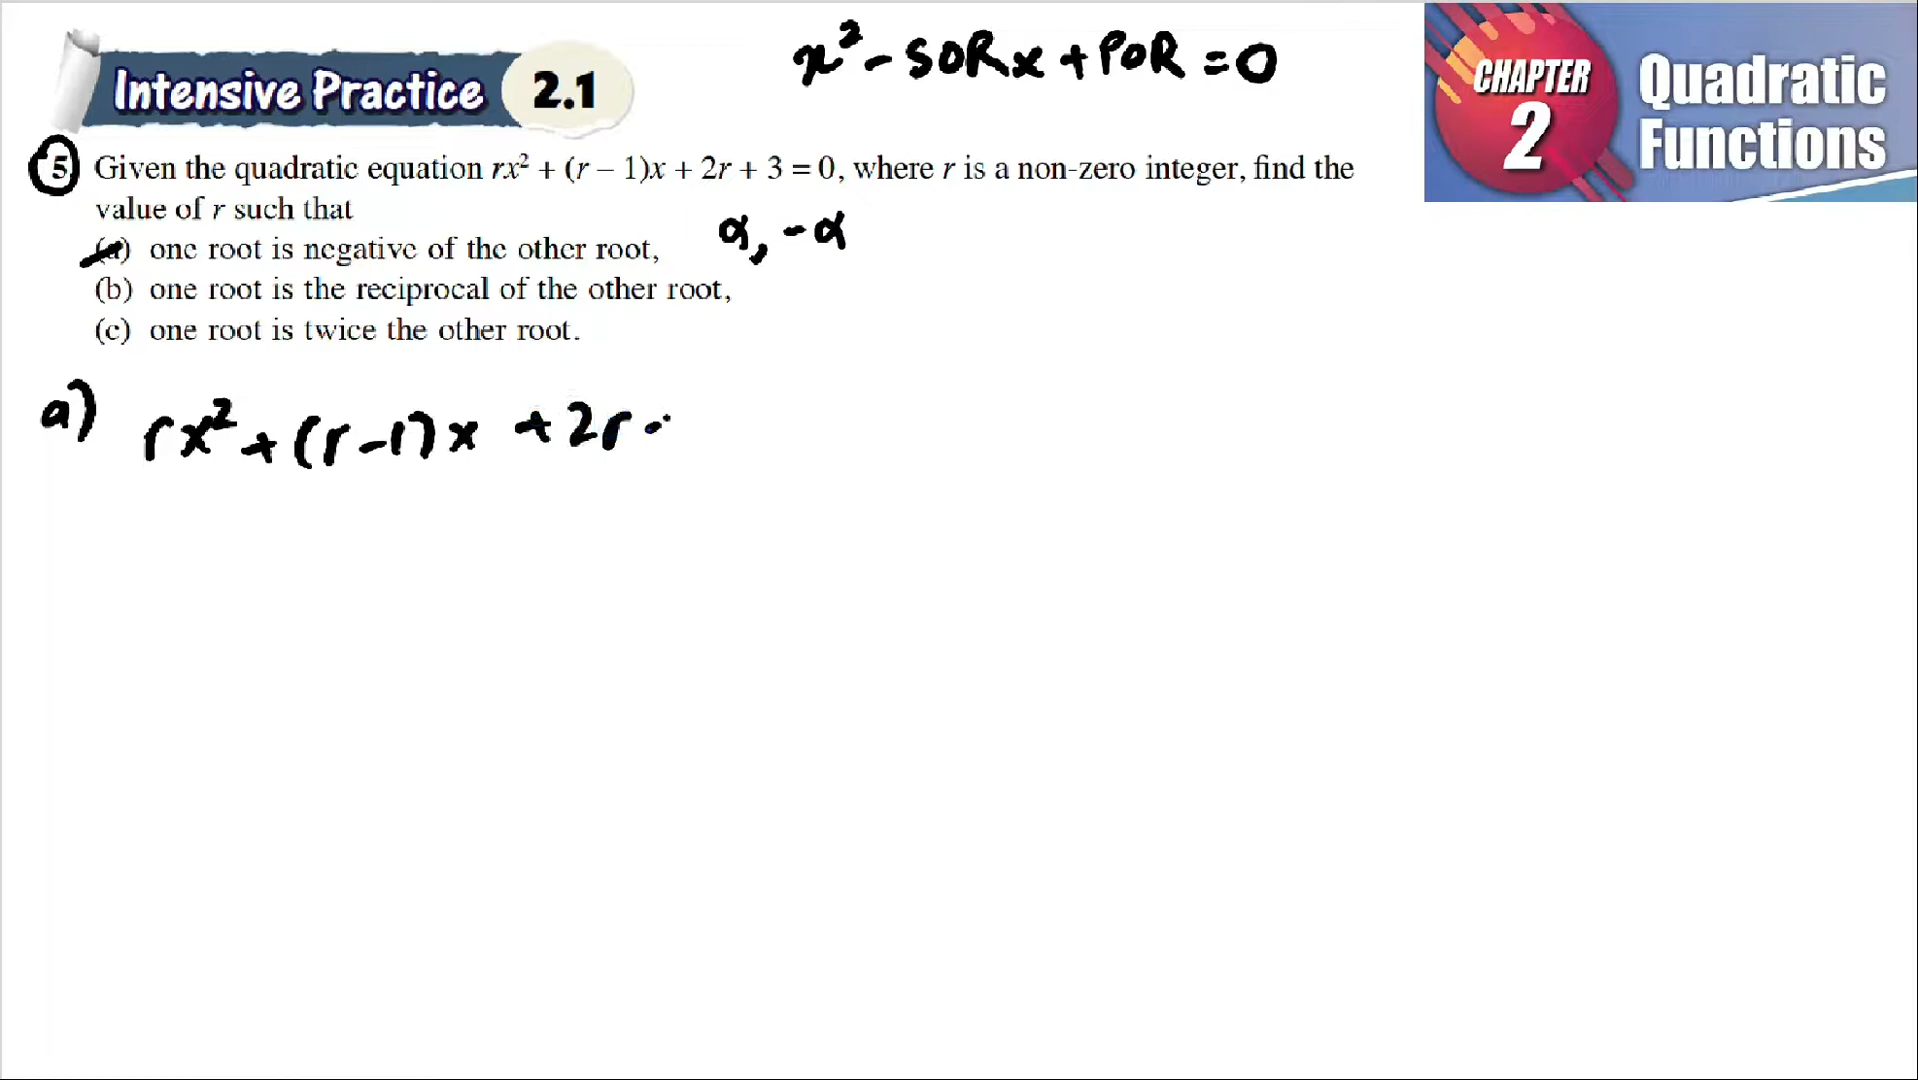 x² - SORx + POR = 0
Intensive Practice 2.1
CHAPTER 2 Quadratic Functions
5 Given the quadratic equation rx² + (r – 1)x + 2r + 3 = 0, where r is a non-zero integer, find the
value of r such that
(a) one root is negative of the other root, α, -α
(b) one root is the reciprocal of the other root,
(c) one root is twice the other root.
a) rx² + (r-1)x + 2r